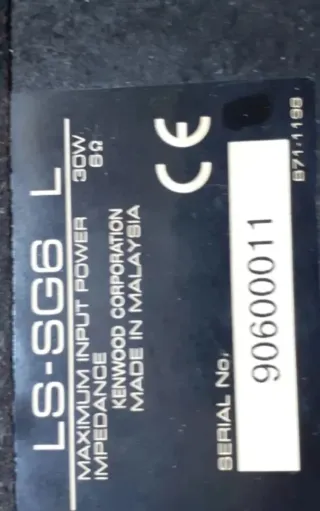 LS-SG6 L
MAXIMUM INPUT POWER 30W
IMPEDANCE 6Ω
KENWOOD CORPORATION
MADE IN MALAYSIA
CE
SERIAL No.
90600011
B71-1198